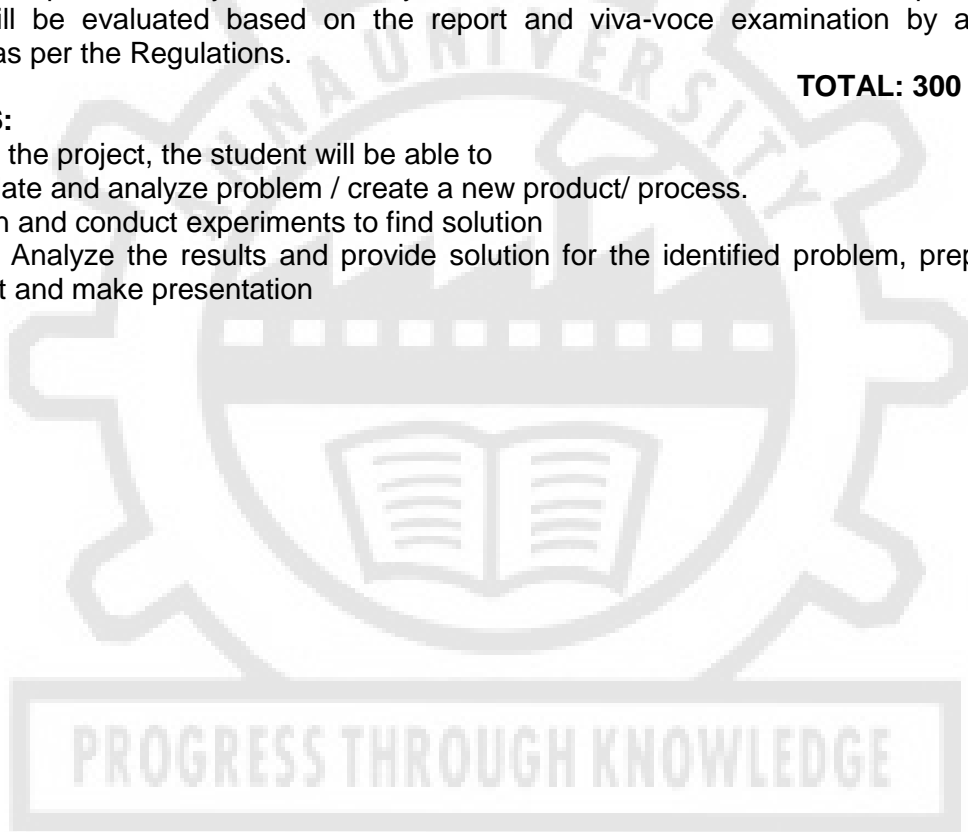 ll be evaluated based on the report and viva-voce examination by a
as per the Regulations.
TOTAL: 300
:
the project, the student will be able to
ate and analyze problem / create a new product/ process.
n and conduct experiments to find solution
Analyze the results and provide solution for the identified problem, prep
t and make presentation
UNIVERSITY
PROGRESS THROUGH KNOWLEDGE